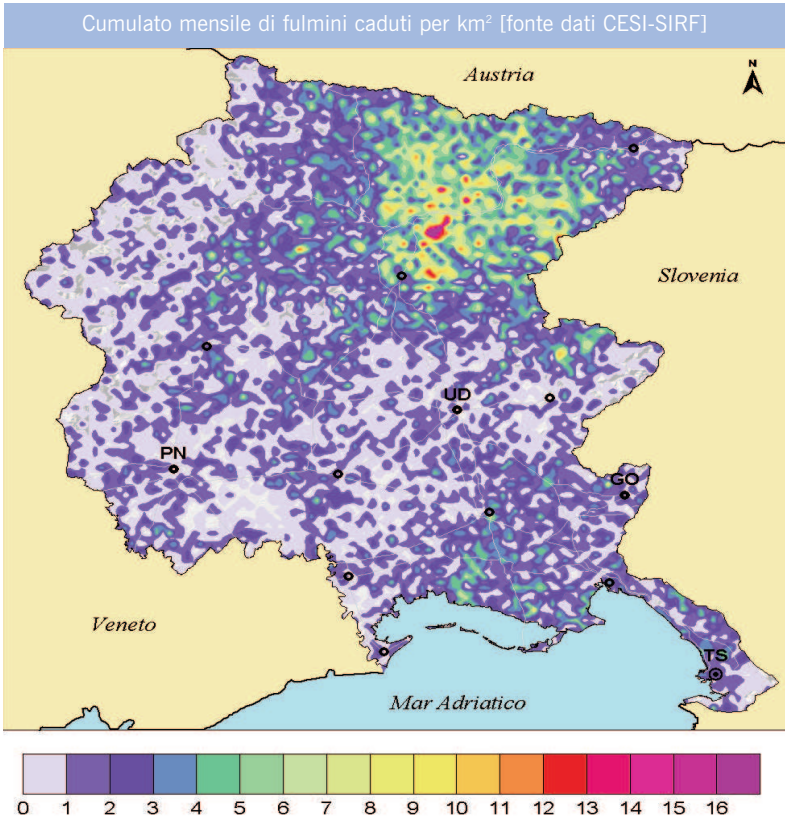 Cumulato mensile di fulmini caduti per km² [fonte dati CESI-SIRF]
Austria
N
Slovenia
UD
PN
GO
Veneto
TS
Mar Adriatico
0 1 2 3 4 5 6 7 8 9 10 11 12 13 14 15 16